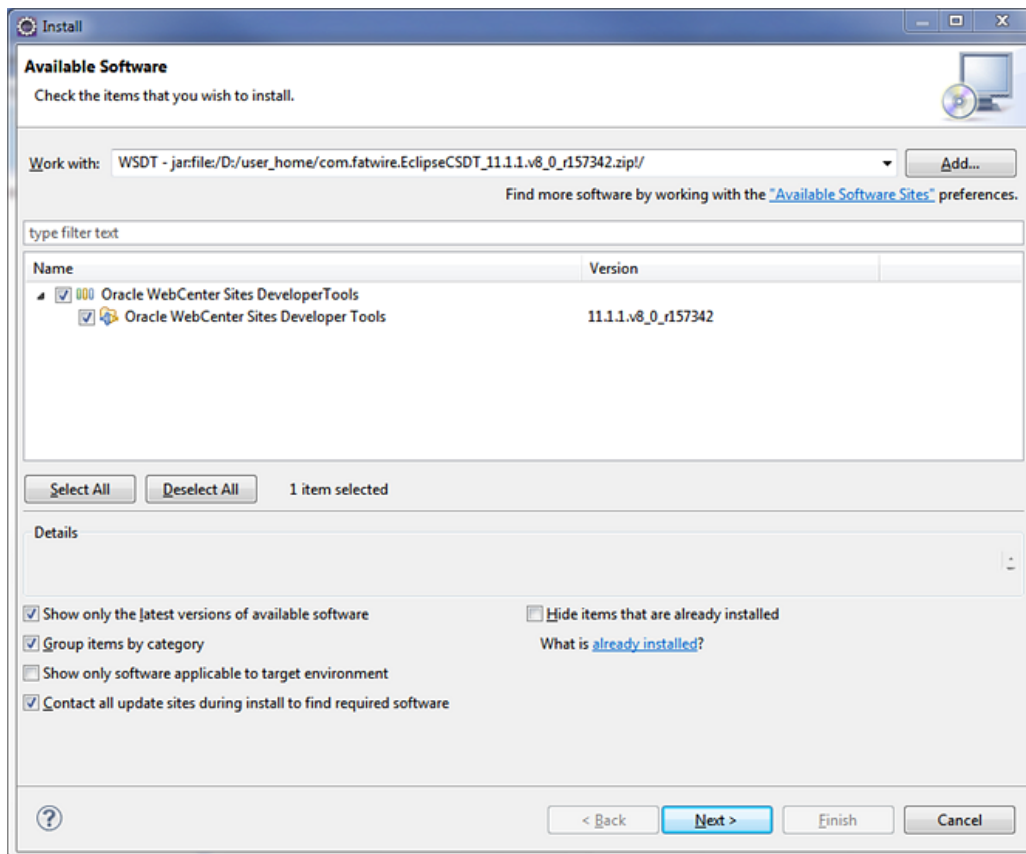 Install
Available Software
Check the items that you wish to install.
Work with: WSDT - jar:file:/D:/user_home/com.fatwire.EclipseCSDT_11.1.1.v8_0_r157342.zip!/ Add...
Find more software by working with the "Available Software Sites" preferences.
type filter text
Name Version
Oracle WebCenter Sites DeveloperTools
Oracle WebCenter Sites Developer Tools 11.1.1.v8_0_r157342
Select All Deselect All 1 item selected
Details
Show only the latest versions of available software Hide items that are already installed
Group items by category What is already installed?
Show only software applicable to target environment
Contact all update sites during install to find required software
? < Back Next > Finish Cancel